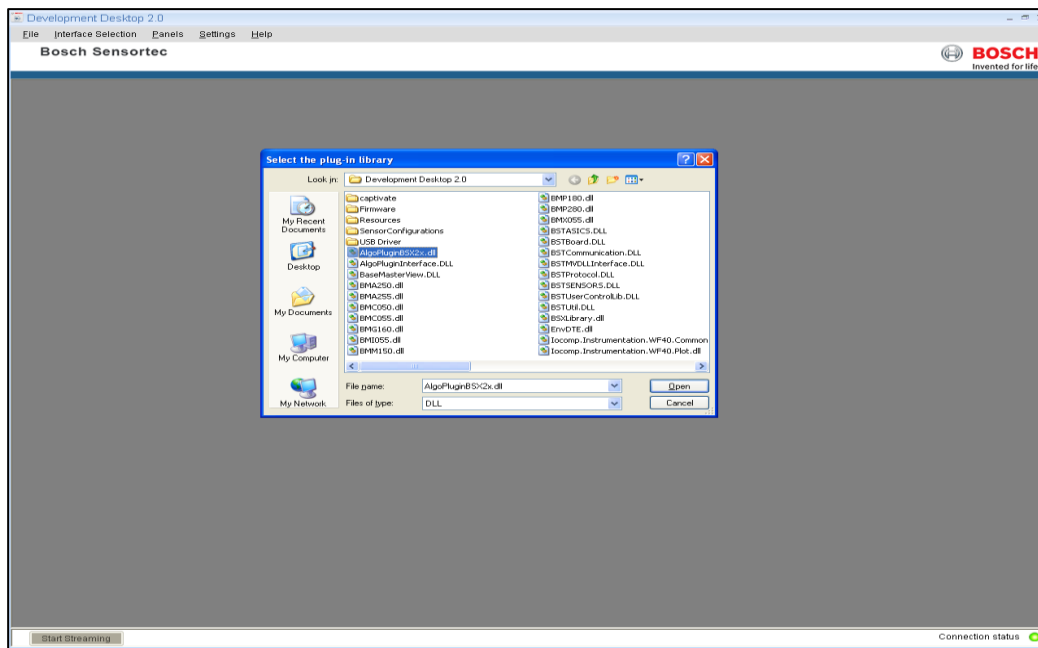 Development Desktop 2.0
File Interface Selection Panels Settings Help
Bosch Sensortec
BOSCH
Invented for life
Select the plug-in library
Look in: Development Desktop 2.0
My Recent Documents
Desktop
My Documents
My Computer
My Network
captivate
Firmware
Resources
SensorConfigurations
USB Driver
AlgoPluginBSX2x.dll
AlgoPluginInterface.DLL
BaseMasterView.DLL
BMA250.dll
BMA255.dll
BMC050.dll
BMC055.dll
BMG160.dll
BMI055.dll
BMM150.dll
BMP180.dll
BMP280.dll
BMX055.dll
BSTASICS.DLL
BSTBoard.DLL
BSTCommunication.DLL
BSTMVDLLInterface.DLL
BSTProtocol.DLL
BSTSENSORS.DLL
BSTUserControlLib.DLL
BSTUtil.DLL
BSXLibrary.dll
EnvDTE.dll
Iocomp.Instrumentation.WF40.Common
Iocomp.Instrumentation.WF40.Plot.dll
File name: AlgoPluginBSX2x.dll Open
Files of type: DLL Cancel
Start Streaming
Connection status